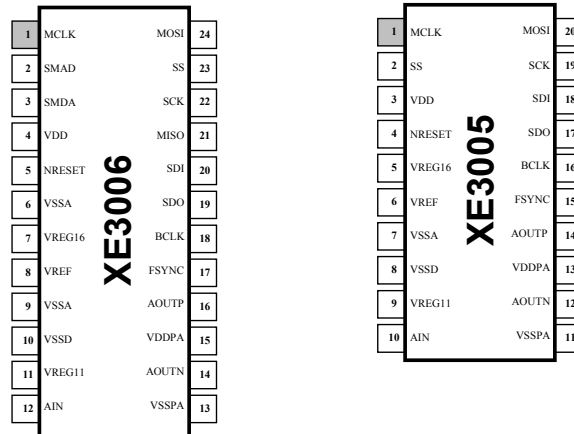 1 MCLK MOSI 24
2 SMAD SS 23
3 SMDA SCK 22
4 VDD MISO 21
5 NRESET SDI 20
6 VSSA SDO 19
7 VREG16 BCLK 18
8 VREF FSYNC 17
9 VSSA AOUTP 16
10 VSSD VDDPA 15
11 VREG11 AOUTN 14
12 AIN VSSPA 13
XE3006
1 MCLK MOSI 20
2 SS SCK 19
3 VDD SDI 18
4 NRESET SDO 17
5 VREG16 BCLK 16
6 VREF FSYNC 15
7 VSSA AOUTP 14
8 VSSD VDDPA 13
9 VREG11 AOUTN 12
10 AIN VSSPA 11
XE3005